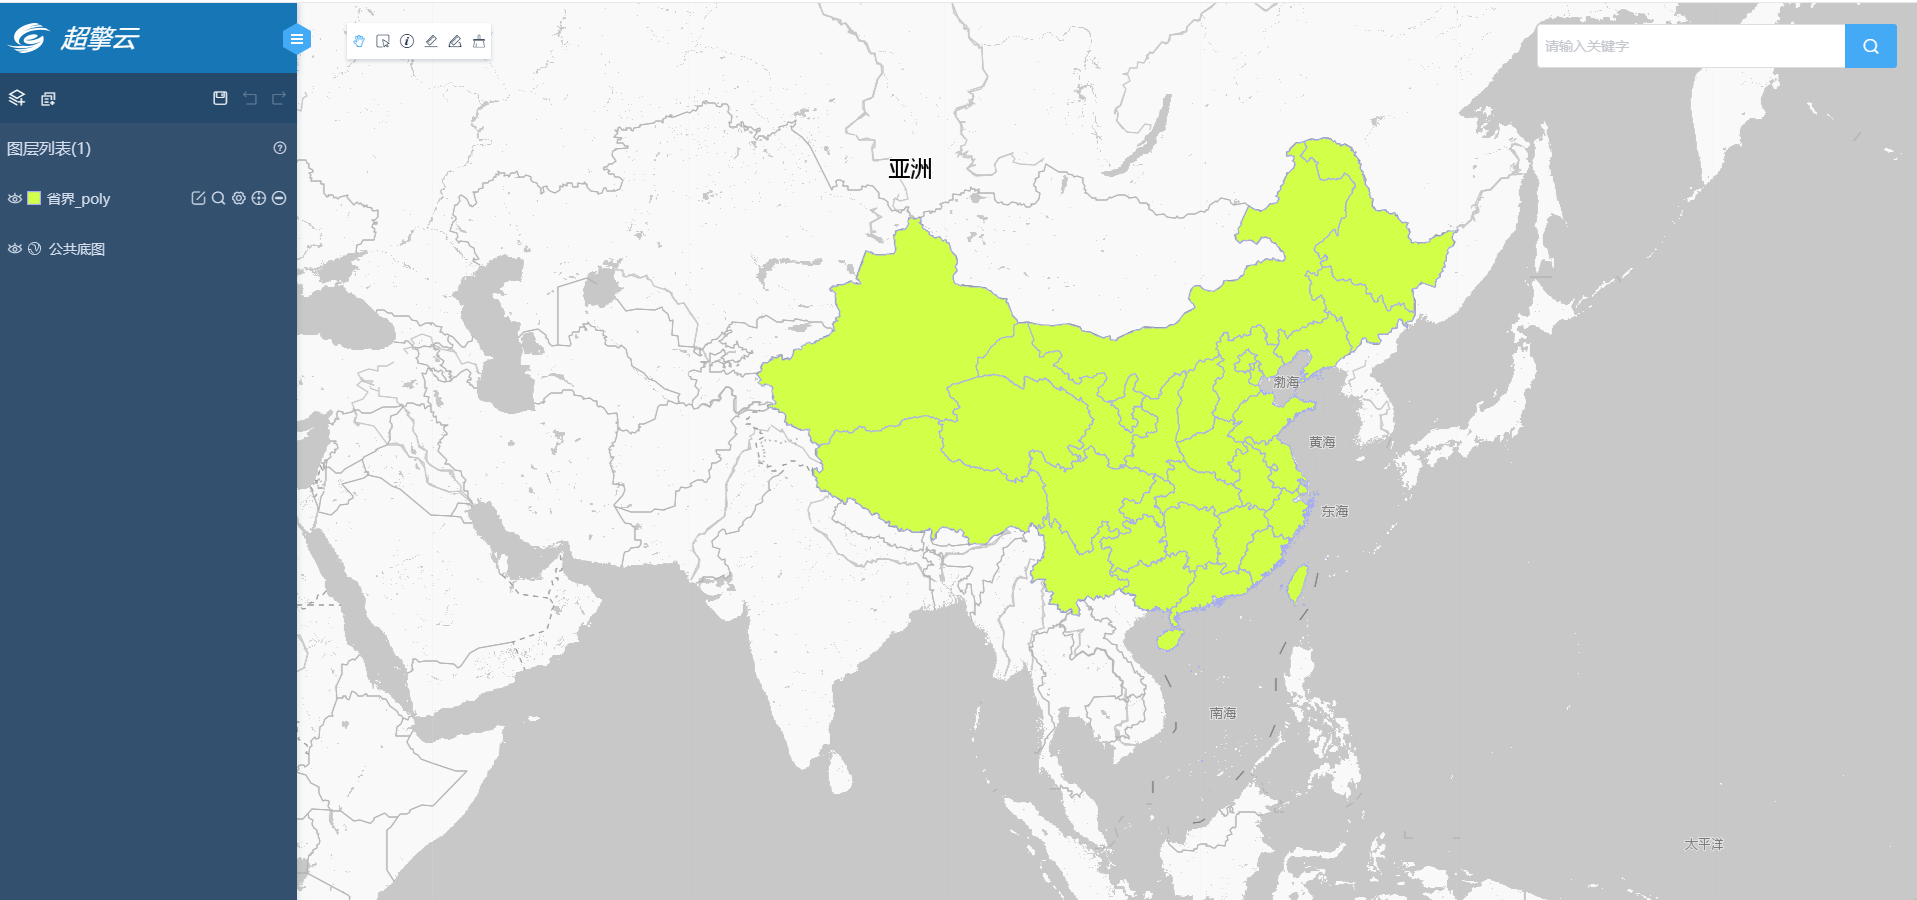 超擎云
请输入关键字
图层列表(1)
省界_poly
公共底图
亚洲
渤海
黄海
东海
南海
太平洋